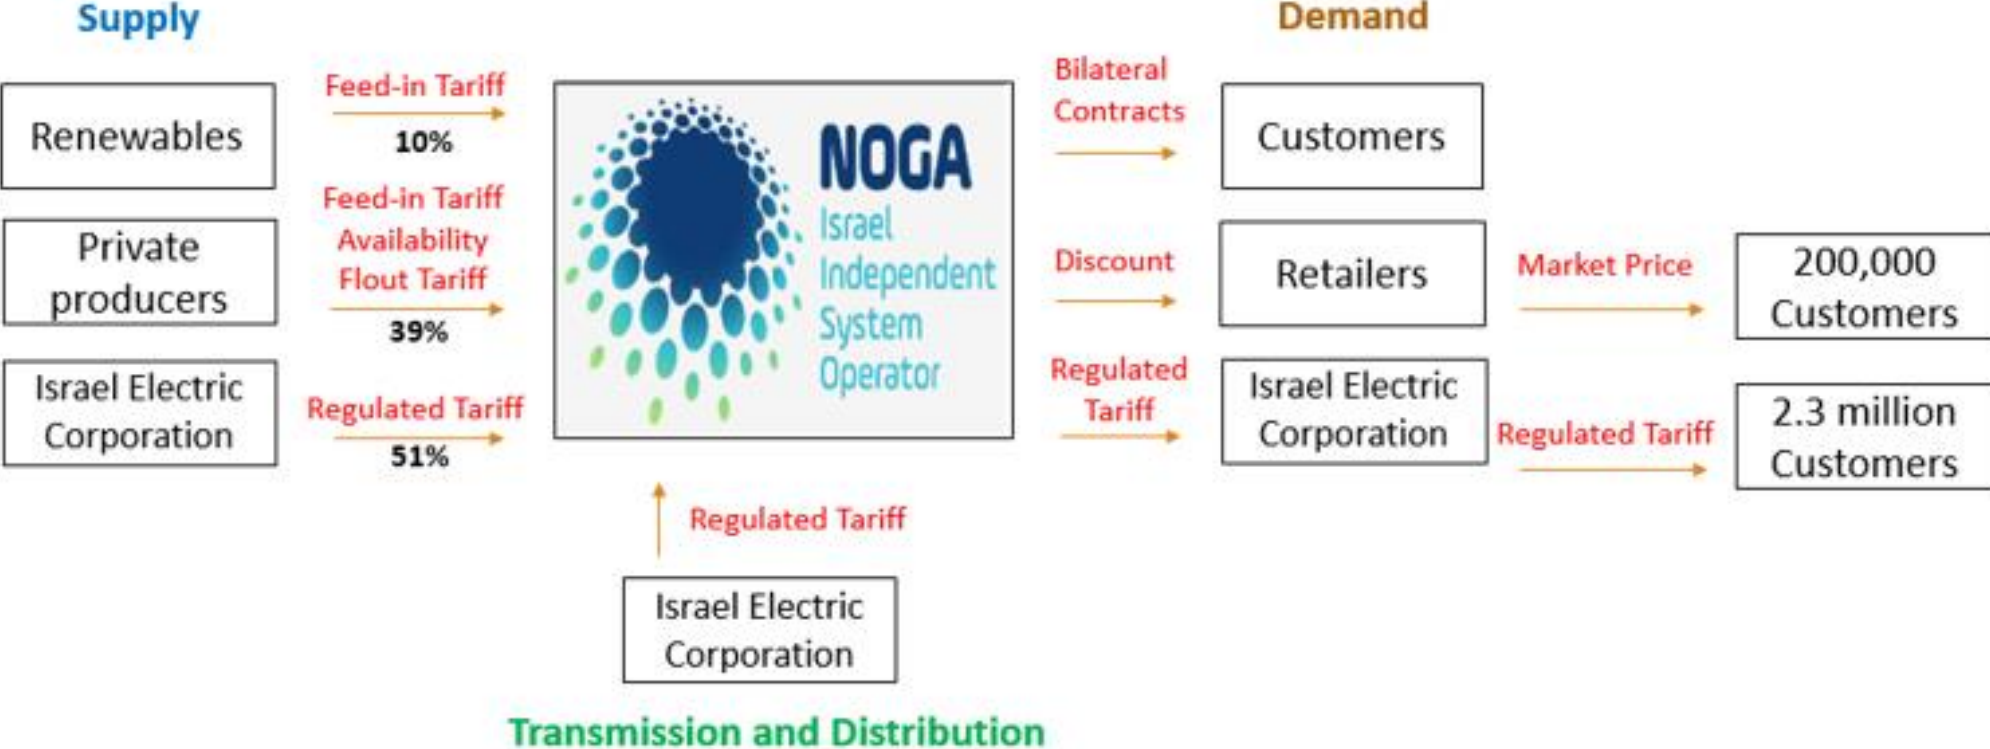 Supply
Demand
Renewables
Feed-in Tariff
10%
Private
producers
Feed-in Tariff
Availability
Flout Tariff
39%
Israel Electric
Corporation
Regulated Tariff
51%
NOGA
Israel
Independent
System
Operator
Bilateral
Contracts
Customers
Discount
Retailers
Market Price
200,000
Customers
Regulated
Tariff
Israel Electric
Corporation
Regulated Tariff
2.3 million
Customers
Regulated Tariff
Israel Electric
Corporation
Transmission and Distribution